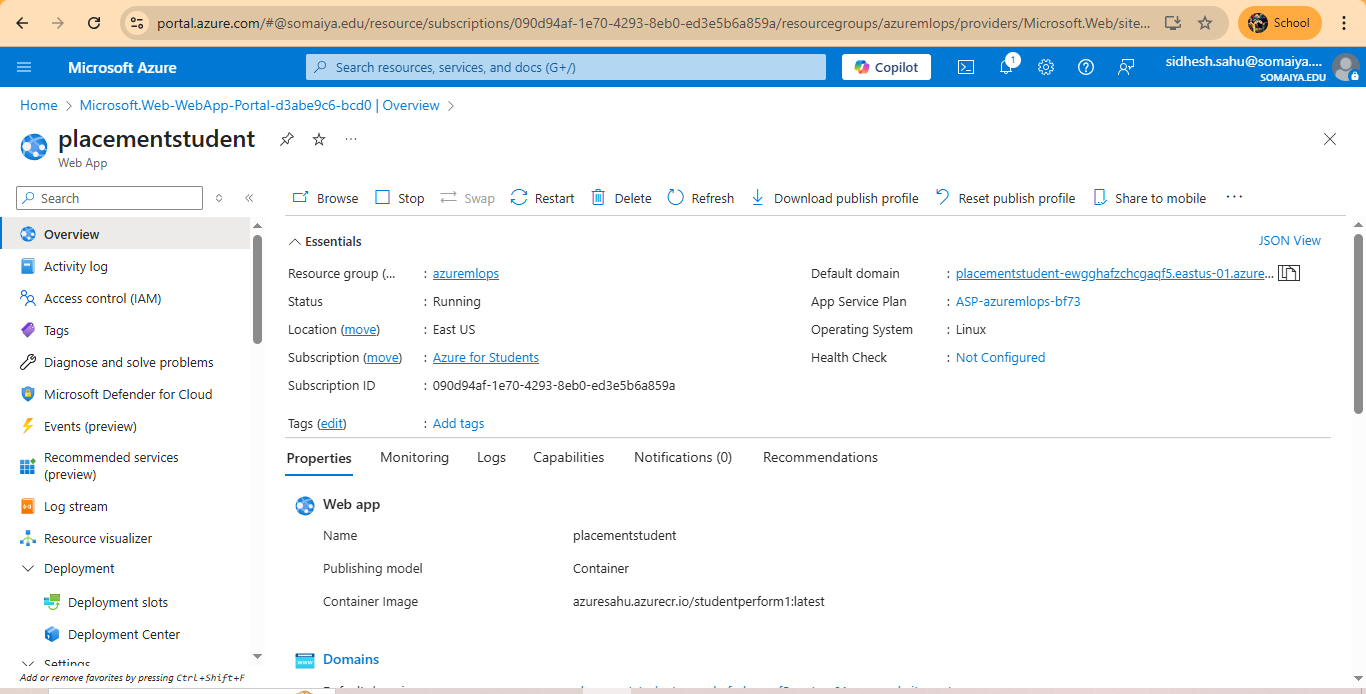 portal.azure.com/#@somaiya.edu/resource/subscriptions/090d94af-1e70-4293-8eb0-ed3e5b6a859a/resourcegroups/azuremlops/providers/Microsoft.Web/site...
School
Microsoft Azure
Search resources, services, and docs (G+/)
Copilot
1
sidhesh.sahu@somaiya....
SOMAIYA.EDU
Home > Microsoft.Web-WebApp-Portal-d3abe9c6-bcd0 | Overview >
placementstudent
Web App
Search
Browse Stop Swap Restart Delete Refresh Download publish profile Reset publish profile Share to mobile ...
Overview
Activity log
Access control (IAM)
Tags
Diagnose and solve problems
Microsoft Defender for Cloud
Events (preview)
Recommended services
(preview)
Log stream
Resource visualizer
Deployment
Deployment slots
Deployment Center
Settings
Add or remove favorites by pressing Ctrl+Shift+F
Essentials
JSON View
Resource group (... : azuremlops
Status : Running
Location (move) : East US
Subscription (move) : Azure for Students
Subscription ID : 090d94af-1e70-4293-8eb0-ed3e5b6a859a
Default domain : placementstudent-ewgghafzchcgaqf5.eastus-01.azure...
App Service Plan : ASP-azuremlops-bf73
Operating System : Linux
Health Check : Not Configured
Tags (edit) : Add tags
Properties Monitoring Logs Capabilities Notifications (0) Recommendations
Web app
Name placementstudent
Publishing model Container
Container Image azuresahu.azurecr.io/studentperform1:latest
Domains